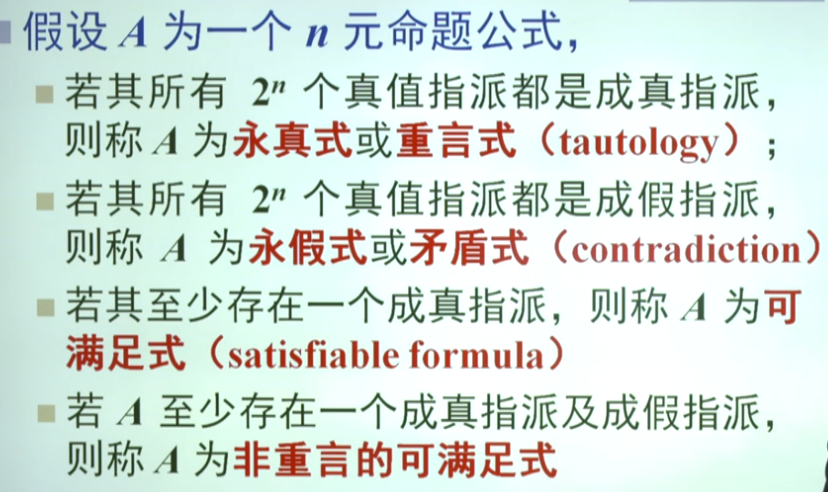 假设 A 为一个 n 元命题公式，
若其所有 2ⁿ 个真值指派都是成真指派，
则称 A 为永真式或重言式（tautology）；
若其所有 2ⁿ 个真值指派都是成假指派，
则称 A 为永假式或矛盾式（contradiction）
若其至少存在一个成真指派，则称 A 为可
满足式（satisfiable formula）
若 A 至少存在一个成真指派及成假指派，
则称 A 为非重言的可满足式